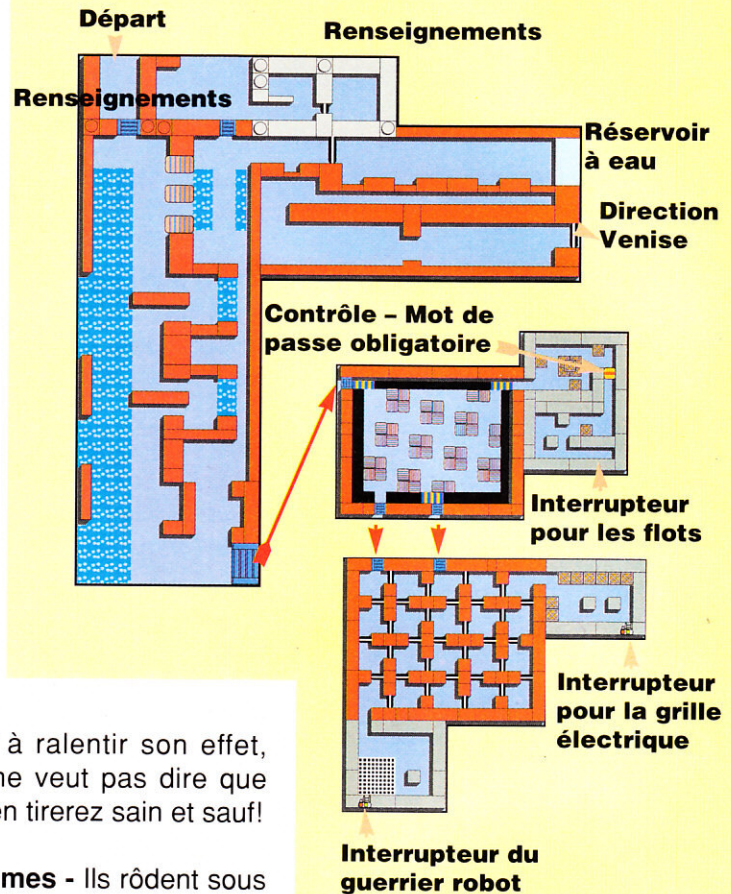 Départ
Renseignements
Renseignements
Réservoir
à eau
Direction
Venise
Contrôle – Mot de
passe obligatoire
Interrupteur
pour les flots
Interrupteur
pour la grille
électrique
Interrupteur du
guerrier robot
à ralentir son effet,
ne veut pas dire que
en tirerez sain et sauf!
mes - Ils rôdent sous